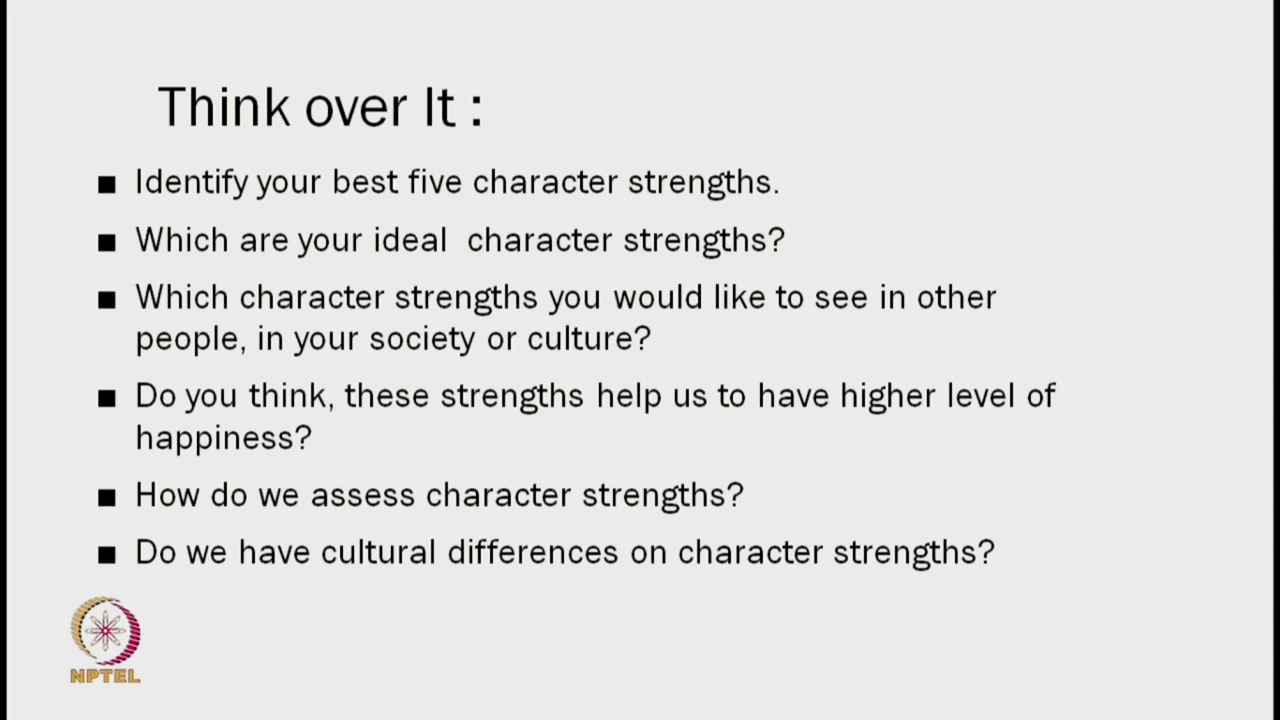 Think over It :
■ Identify your best five character strengths.
■ Which are your ideal  character strengths?
■ Which character strengths you would like to see in other
people, in your society or culture?
■ Do you think, these strengths help us to have higher level of
happiness?
■ How do we assess character strengths?
■ Do we have cultural differences on character strengths?
NPTEL